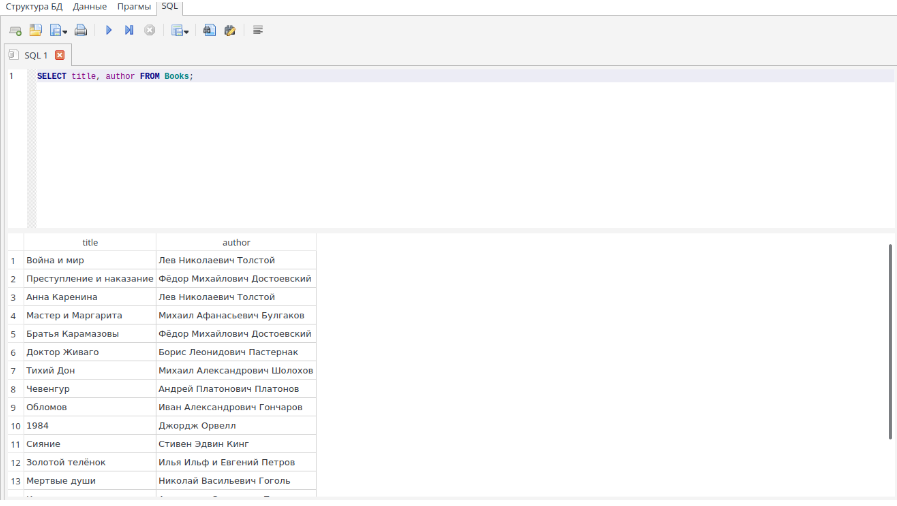 Структура БД Данные Прагмы SQL
SQL 1
1 SELECT title, author FROM Books;
title author
1 Война и мир Лев Николаевич Толстой
2 Преступление и наказание Фёдор Михайлович Достоевский
3 Анна Каренина Лев Николаевич Толстой
4 Мастер и Маргарита Михаил Афанасьевич Булгаков
5 Братья Карамазовы Фёдор Михайлович Достоевский
6 Доктор Живаго Борис Леонидович Пастернак
7 Тихий Дон Михаил Александрович Шолохов
8 Чевенгур Андрей Платонович Платонов
9 Обломов Иван Александрович Гончаров
10 1984 Джордж Орвелл
11 Сияние Стивен Эдвин Кинг
12 Золотой телёнок Илья Ильф и Евгений Петров
13 Мертвые души Николай Васильевич Гоголь